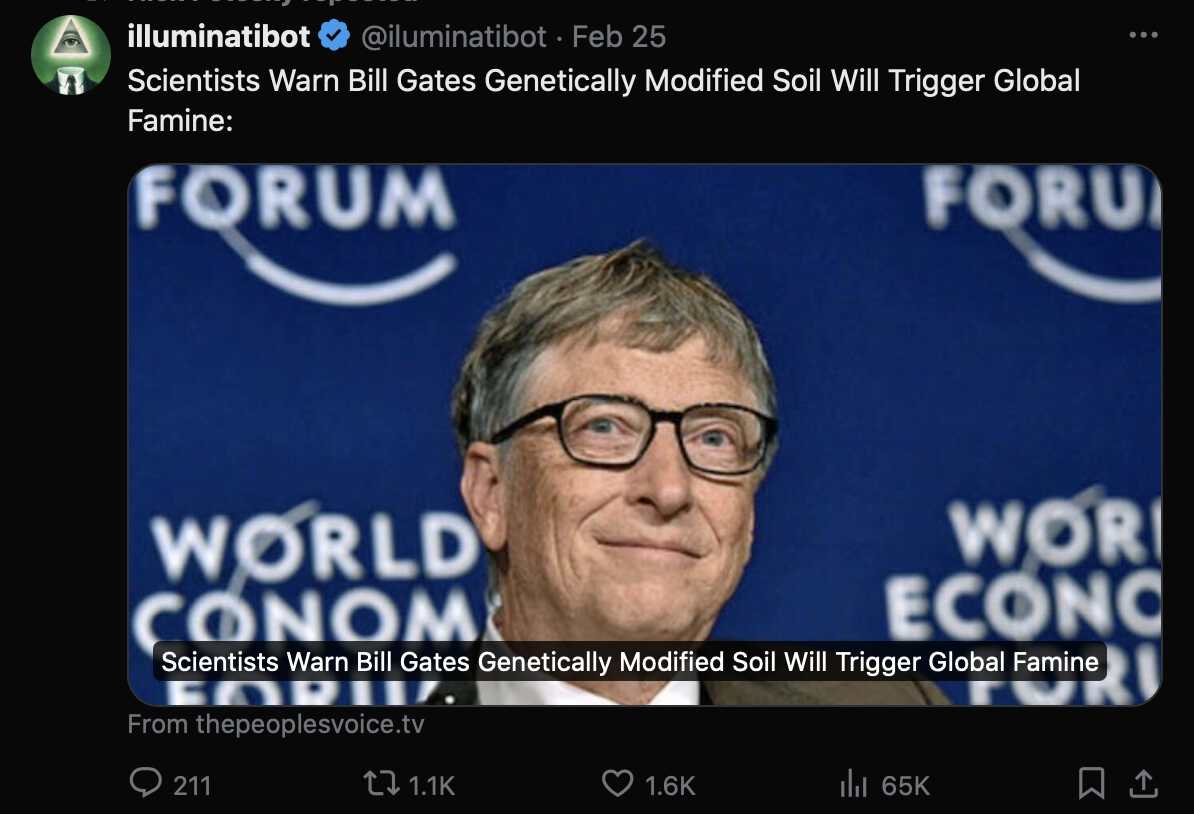 illuminatibot @iluminatibot · Feb 25
Scientists Warn Bill Gates Genetically Modified Soil Will Trigger Global
Famine:
FORUM
FORU
WORLD
WOR
CONOM
ECONO
Scientists Warn Bill Gates Genetically Modified Soil Will Trigger Global Famine
From thepeoplesvoice.tv
211 1.1K 1.6K 65K